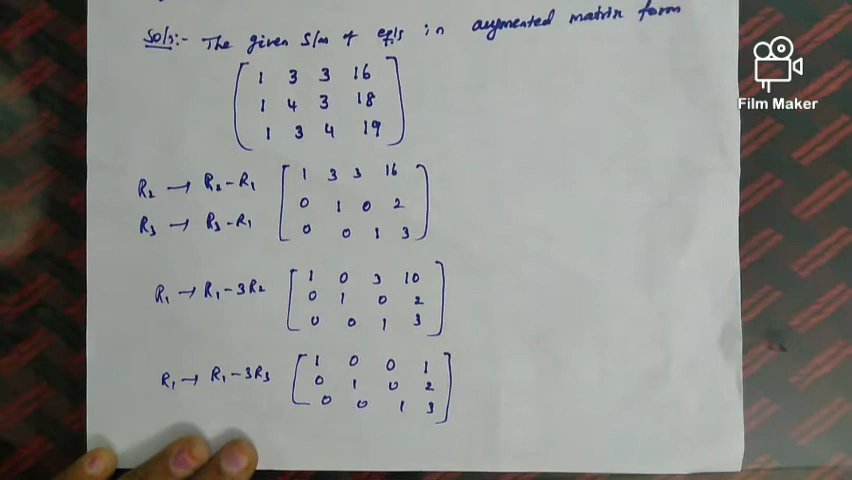 Soln:- The given S/m of eq/s in augmented matrix form
1 3 3 16
1 4 3 18
1 3 4 19
R2 → R2-R1
R3 → R3-R1
1 3 3 16
0 1 0 2
0 0 1 3
R1 → R1-3R2
1 0 3 10
0 1 0 2
0 0 1 3
R1 → R1-3R3
1 0 0 1
0 1 0 2
0 0 1 3
Film Maker